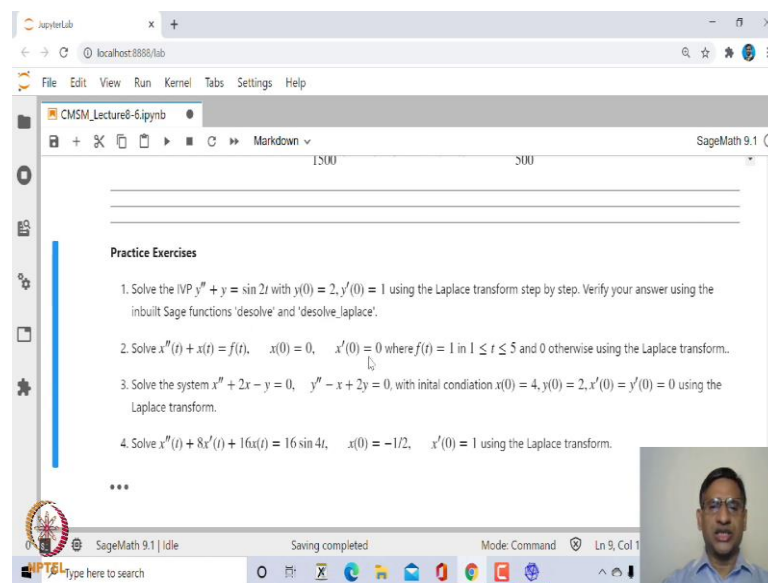 JupyterLab
localhost:8888/lab
File Edit View Run Kernel Tabs Settings Help
CMSM_Lecture8-6.ipynb
Markdown
SageMath 9.1
1500 500
Practice Exercises
1. Solve the IVP y″ + y = sin 2t with y(0) = 2, y′(0) = 1 using the Laplace transform step by step. Verify your answer using the
inbuilt Sage functions 'desolve' and 'desolve_laplace'.
2. Solve x″(t) + x(t) = f(t), x(0) = 0, x′(0) = 0 where f(t) = 1 in 1 ≤ t ≤ 5 and 0 otherwise using the Laplace transform..
3. Solve the system x″ + 2x − y = 0, y″ − x + 2y = 0, with inital condiation x(0) = 4, y(0) = 2, x′(0) = y′(0) = 0 using the
Laplace transform.
4. Solve x″(t) + 8x′(t) + 16x(t) = 16 sin 4t, x(0) = −1/2, x′(0) = 1 using the Laplace transform.
SageMath 9.1 | Idle Saving completed Mode: Command Ln 9, Col 1
NPTEL
Type here to search